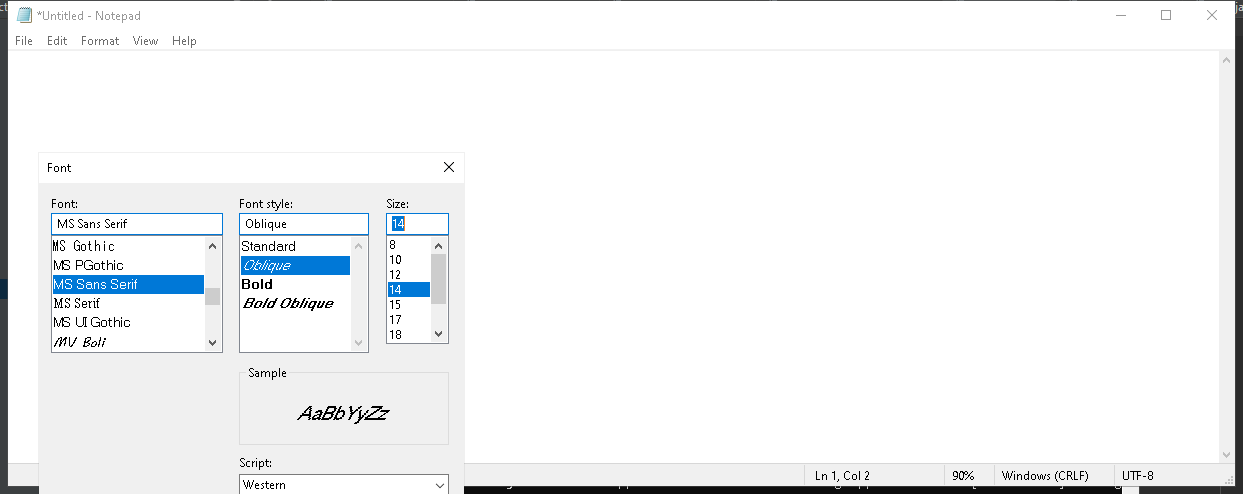 *Untitled - Notepad
File Edit Format View Help
Font
Font: Font style: Size:
MS Sans Serif Oblique 14
MS Gothic Standard 8
MS PGothic Oblique 10
MS Sans Serif Bold 12
MS Serif Bold Oblique 14
MS UI Gothic 15
MV Boli 17
18
Sample
AaBbYyZz
Script:
Western
Ln 1, Col 2 90% Windows (CRLF) UTF-8